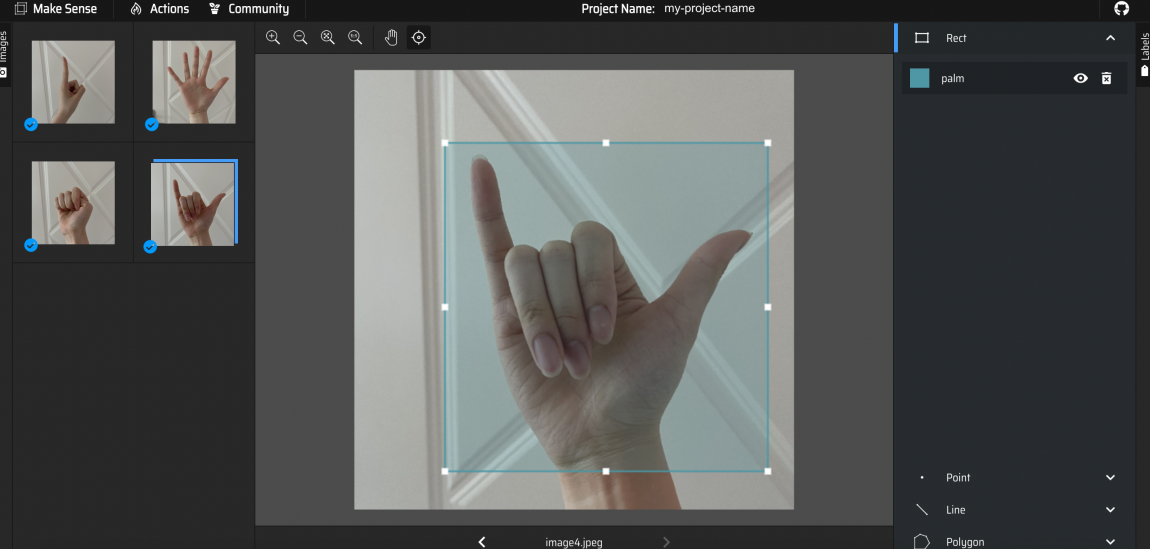 Make Sense
Actions
Community
Project Name: my-project-name
Images
Rect
Labels
palm
Point
Line
image4.jpeg
Polygon